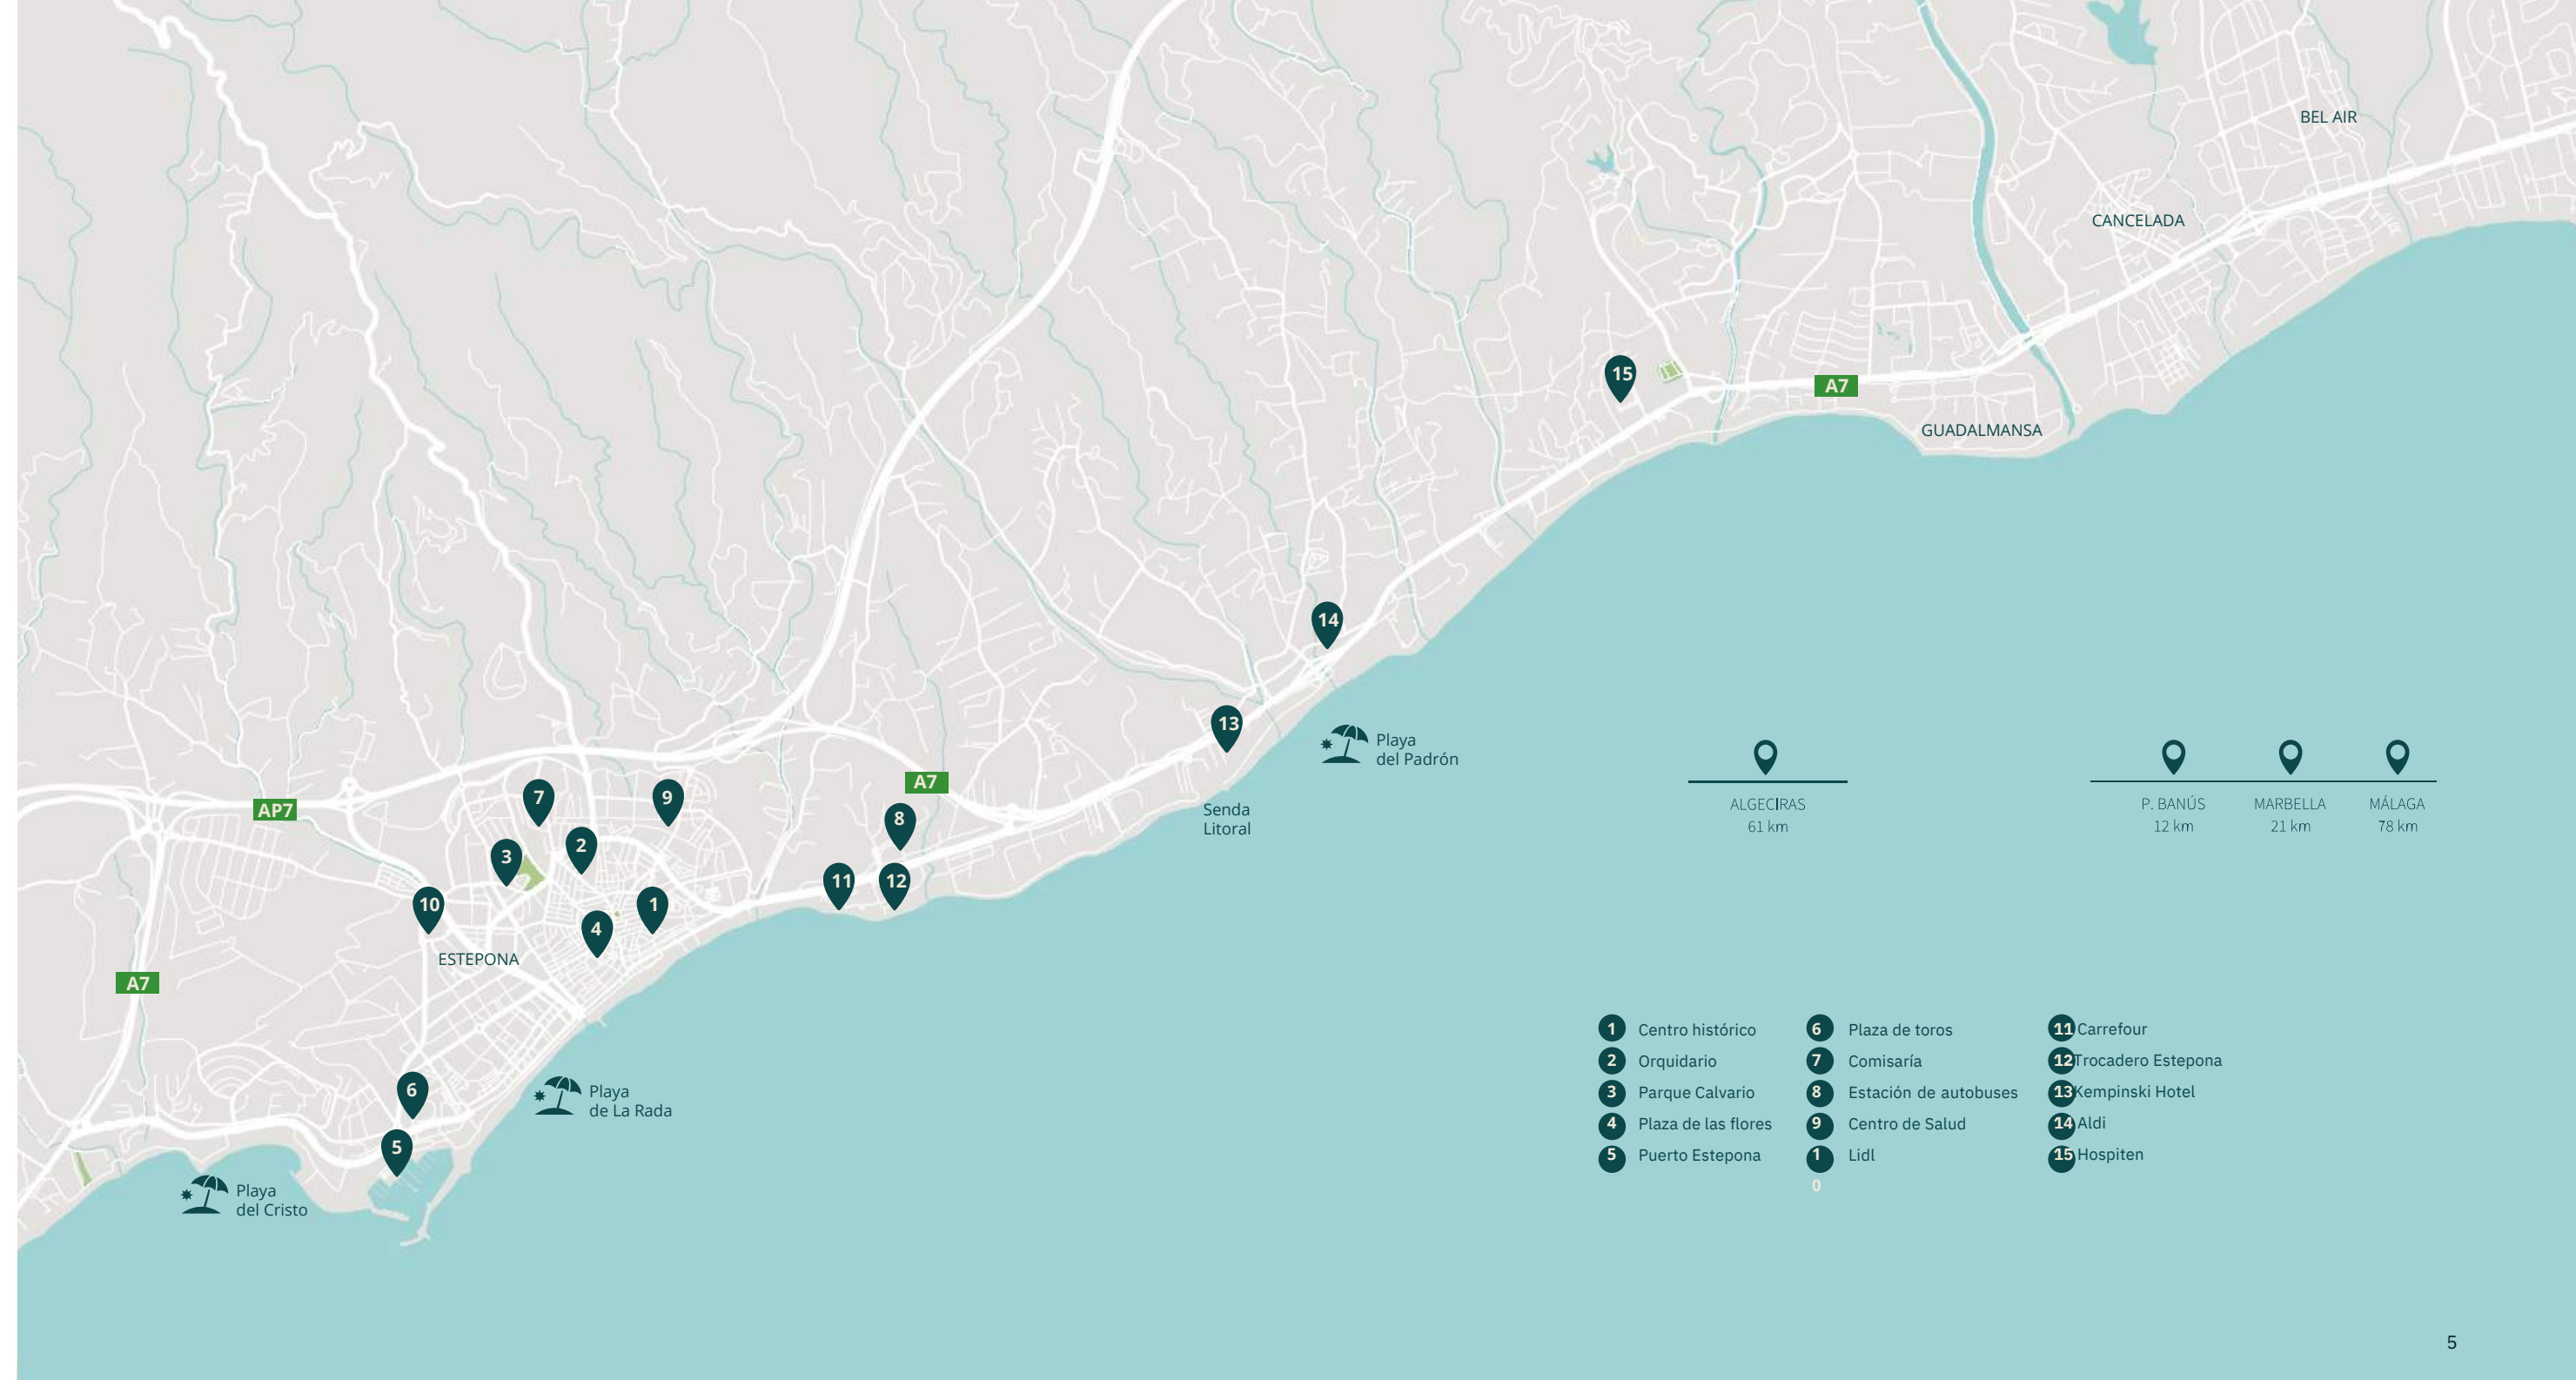 BEL AIR
CANCELADA
15
A7
GUADALMANSA
14
13
Playa
del Padrón
Senda
Litoral
A7
AP7
7
9
8
2
3
11
12
10
1
4
ESTEPONA
A7
6
Playa
de La Rada
5
Playa
del Cristo
ALGECIRAS
61 km
P. BANÚS
12 km
MARBELLA
21 km
MÁLAGA
78 km
1 Centro histórico
2 Orquidario
3 Parque Calvario
4 Plaza de las flores
5 Puerto Estepona
6 Plaza de toros
7 Comisaría
8 Estación de autobuses
9 Centro de Salud
1 Lidl
0
11 Carrefour
12 Trocadero Estepona
13 Kempinski Hotel
14 Aldi
15 Hospiten
5